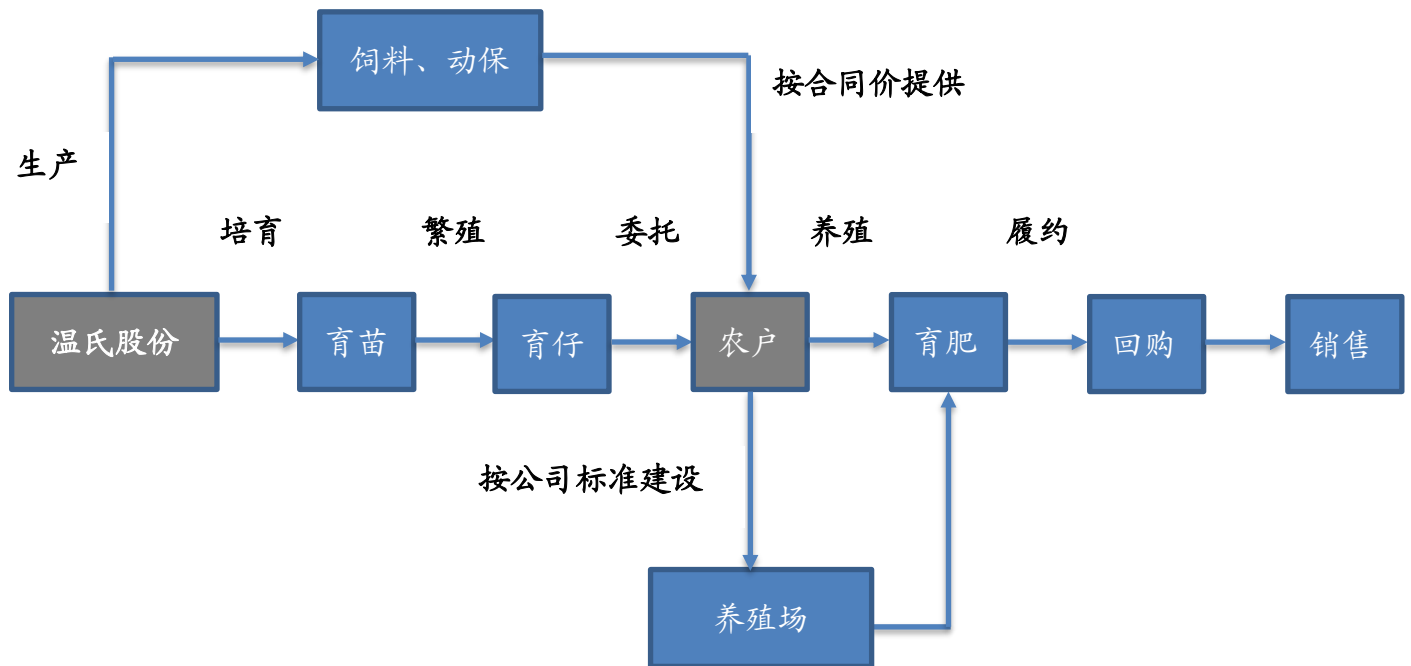 饲料、动保
按合同价提供
生产
培育
繁殖
委托
养殖
履约
温氏股份
育苗
育仔
农户
育肥
回购
销售
按公司标准建设
养殖场